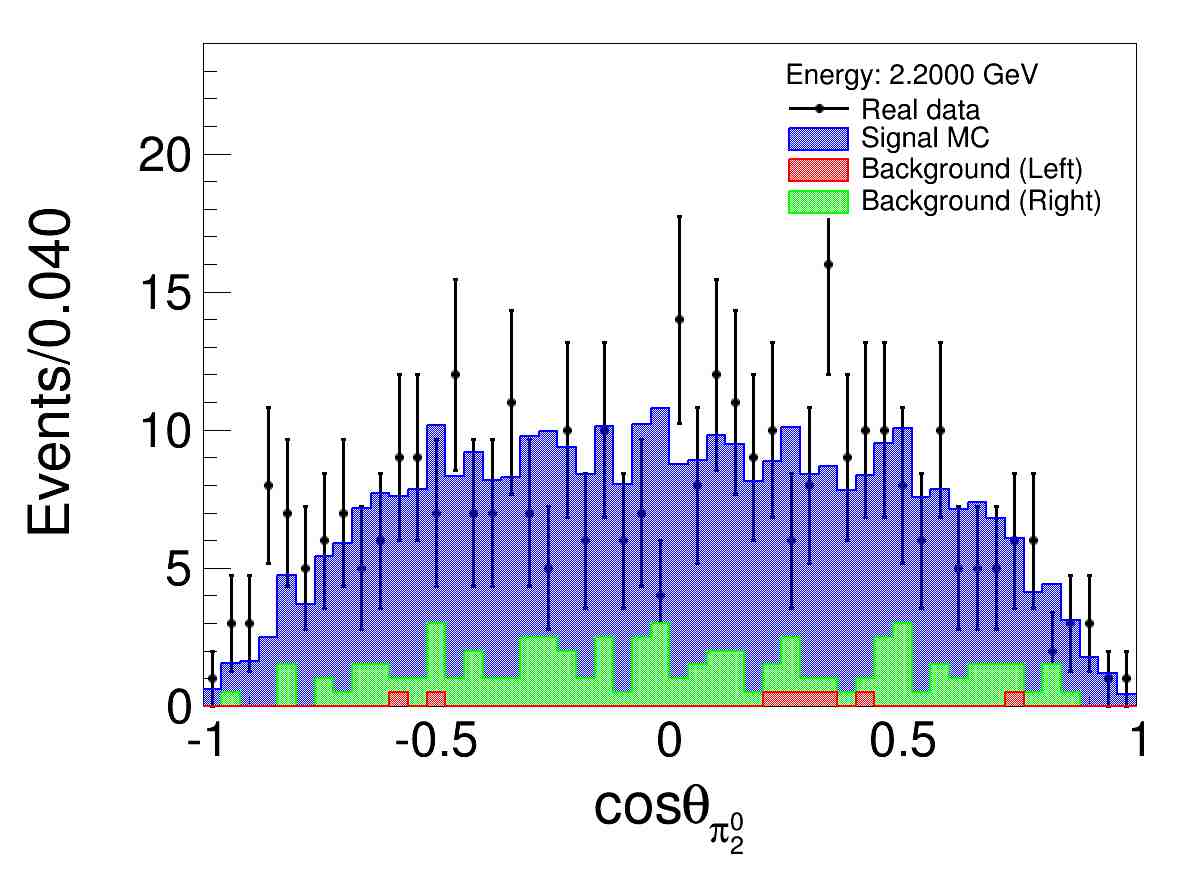 Energy: 2.2000 GeV
Real data
Signal MC
Background (Left)
Background (Right)
Events/0.040
20
15
10
5
0
-1 -0.5 0 0.5 1
cosθπ⁰₂